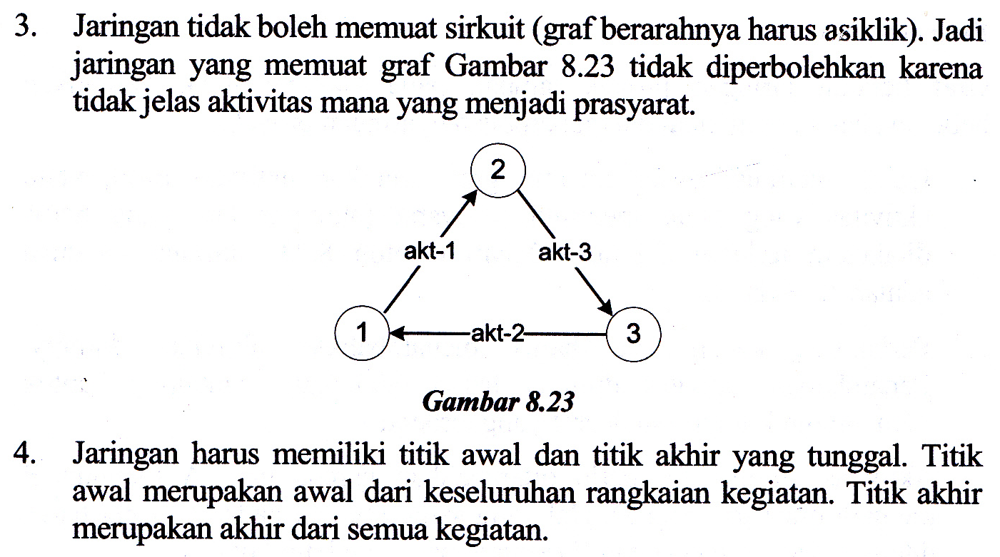 3. Jaringan tidak boleh memuat sirkuit (graf berarahnya harus asiklik). Jadi
jaringan yang memuat graf Gambar 8.23 tidak diperbolehkan karena
tidak jelas aktivitas mana yang menjadi prasyarat.
2
akt-1
akt-3
1
akt-2
3
Gambar 8.23
4. Jaringan harus memiliki titik awal dan titik akhir yang tunggal. Titik
awal merupakan awal dari keseluruhan rangkaian kegiatan. Titik akhir
merupakan akhir dari semua kegiatan.